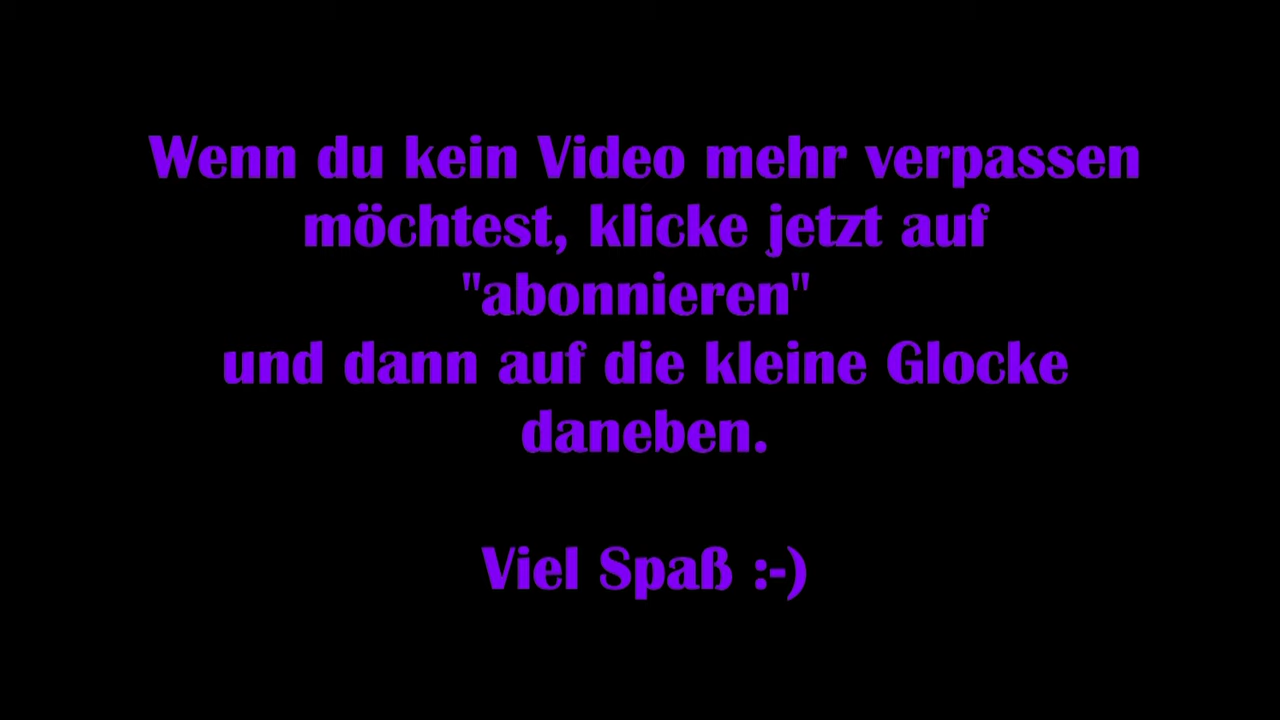 Wenn du kein Video mehr verpassen
möchtest, klicke jetzt auf
"abonnieren"
und dann auf die kleine Glocke
daneben.
Viel Spaß :-)